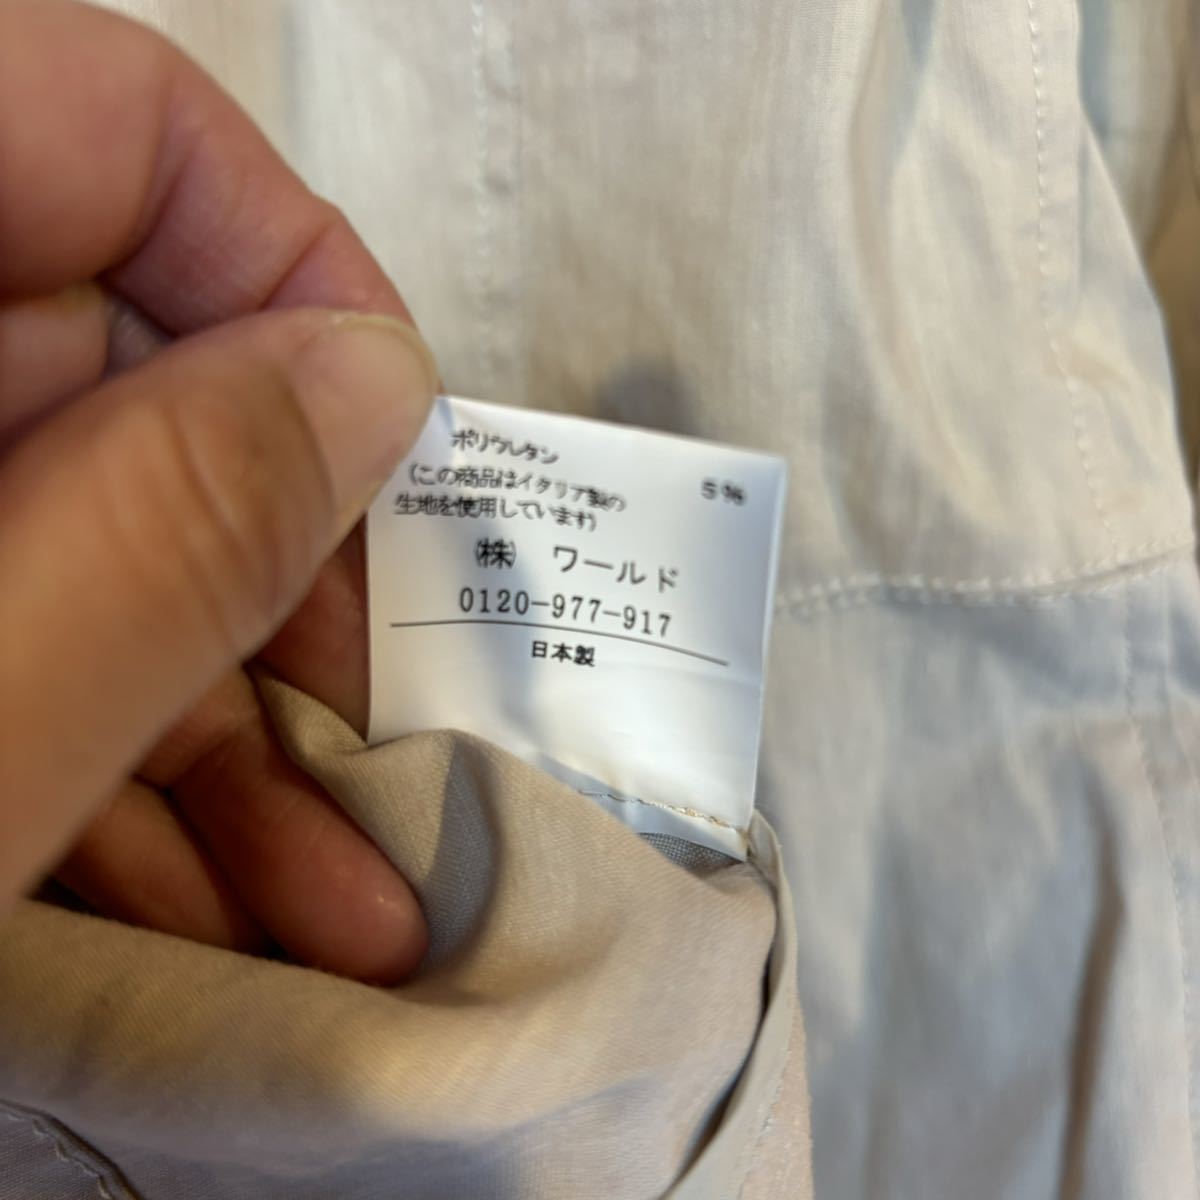 ポリウレタン 5%
(この商品はイタリア製の
生地を使用しています)
㈱ ワールド
0120-977-917
日本製